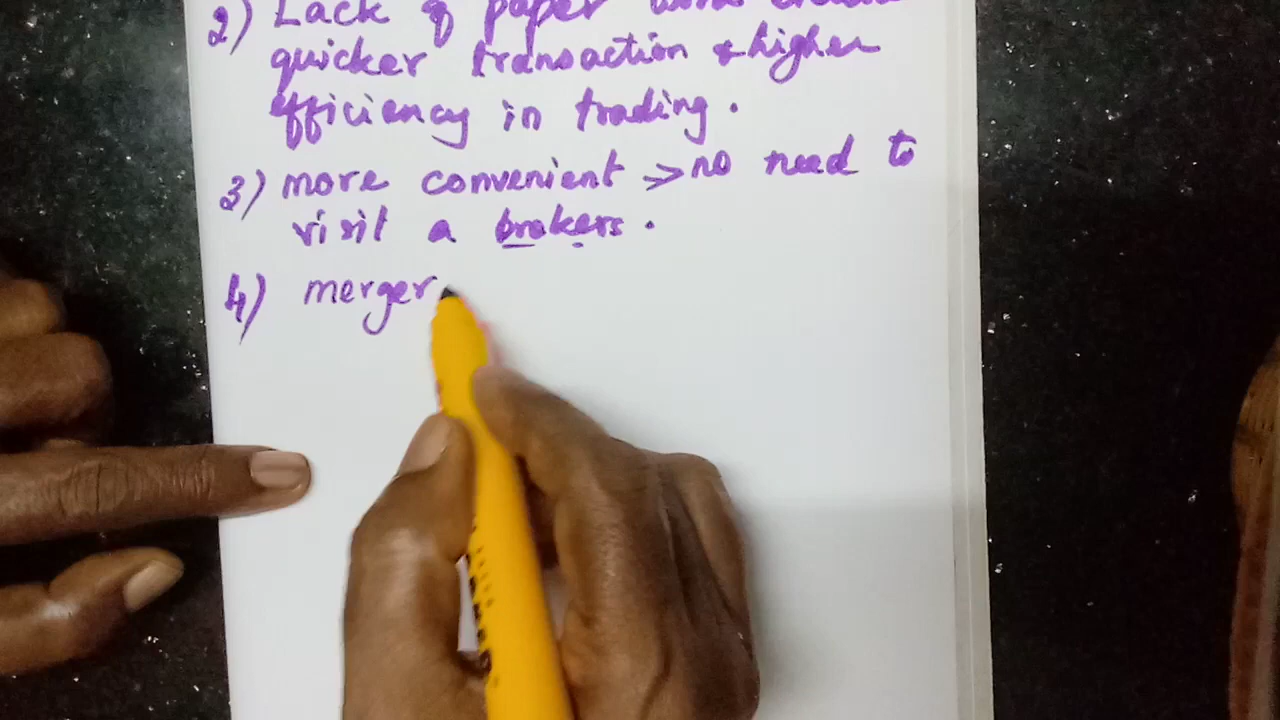 2) Lack of paper
quicker transaction & higher
efficiency in trading.
3) more convenient > no need to
visit a brokers.
4) merger